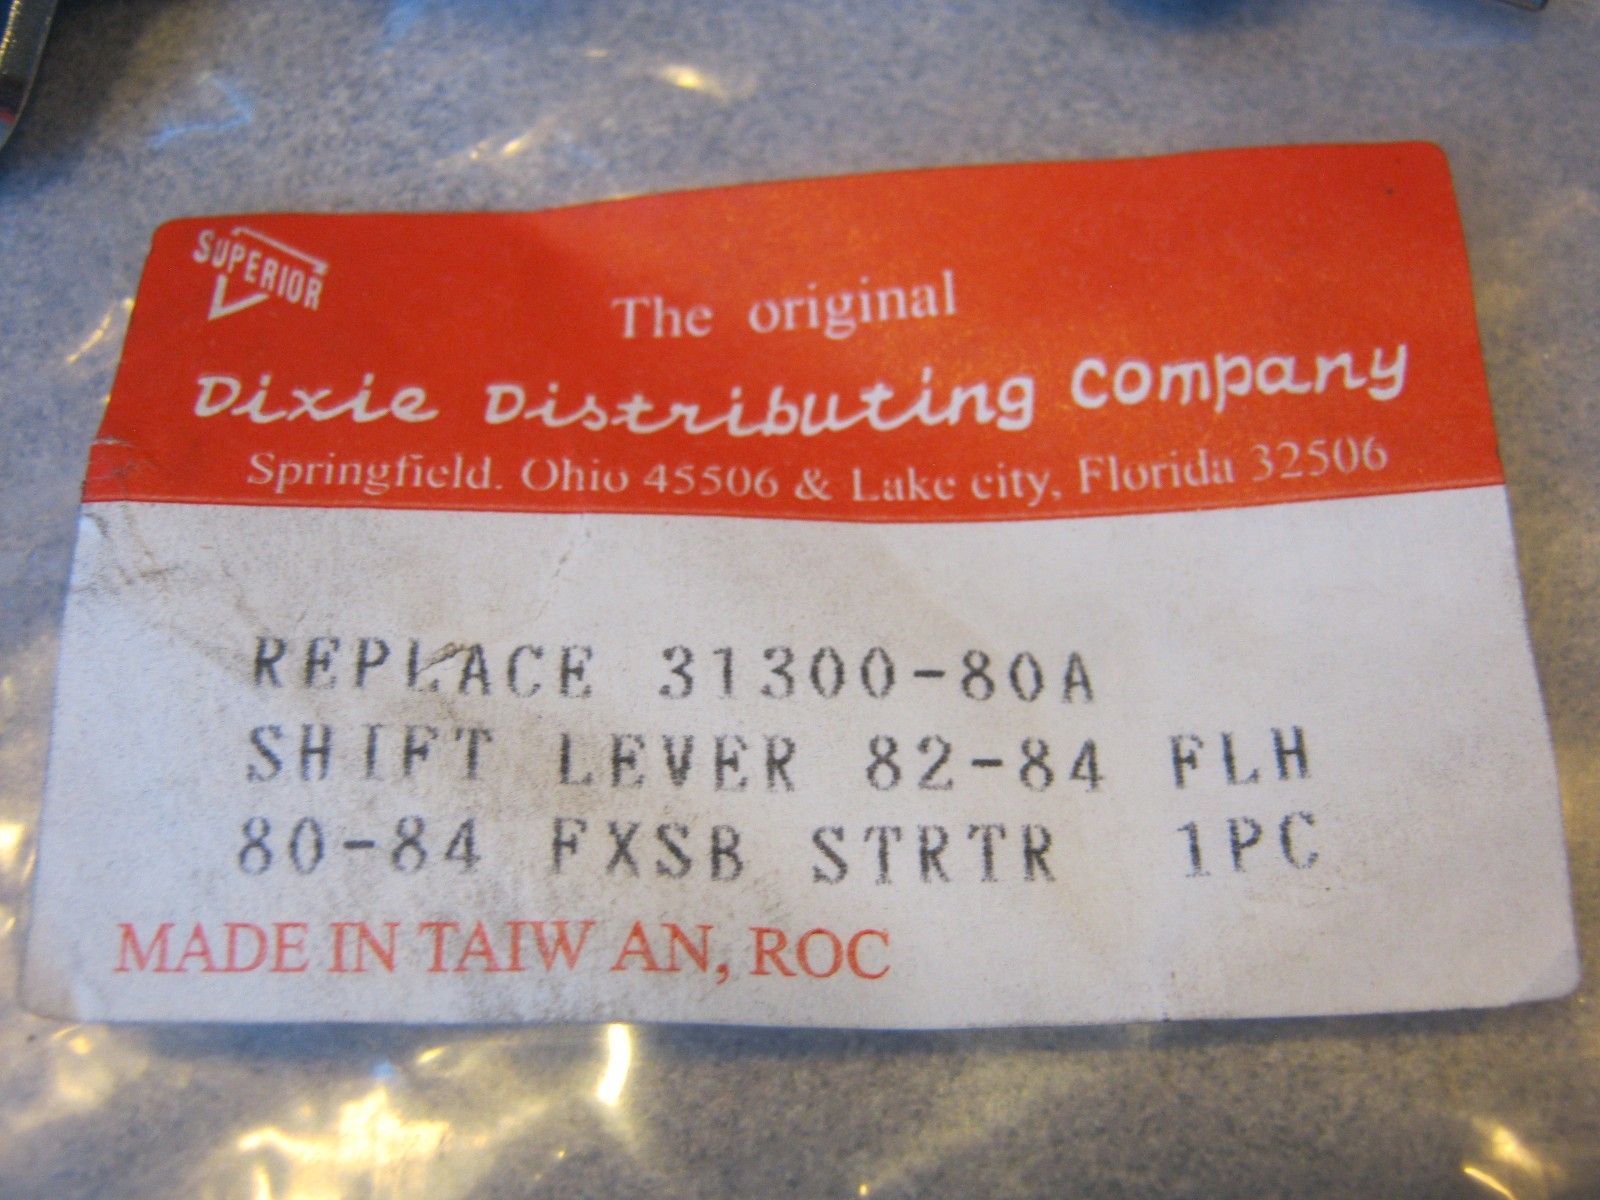 SUPERIOR
The original
Dixie Distributing Company
Springfield. Ohio 45506 & Lake city, Florida 32506
REPLACE 31300-80A
SHIFT LEVER 82-84 FLH
80-84 FXSB STRTR 1PC
MADE IN TAIW AN, ROC